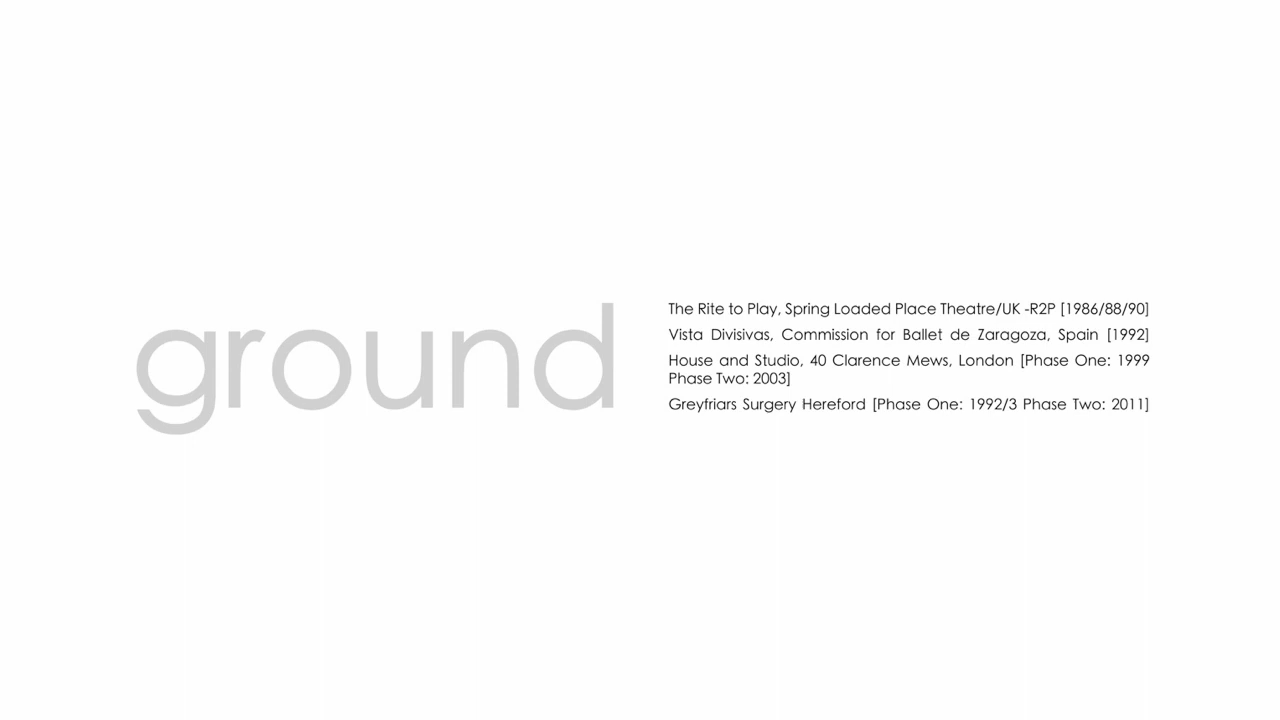 ground
The Rite to Play, Spring Loaded Place Theatre/UK -R2P [1986/88/90]
Vista Divisivas, Commission for Ballet de Zaragoza, Spain [1992]
House and Studio, 40 Clarence Mews, London [Phase One: 1999
Phase Two: 2003]
Greyfriars Surgery Hereford [Phase One: 1992/3 Phase Two: 2011]